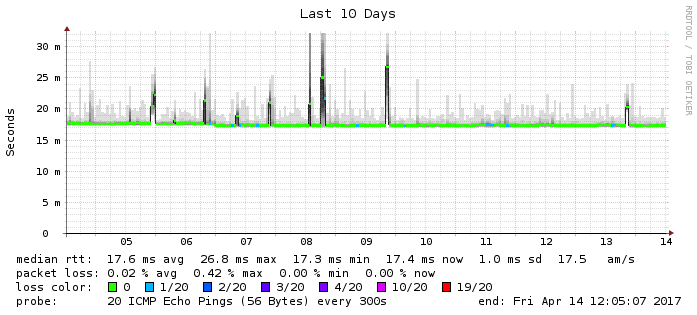 Last 10 Days
RRDTOOL / TOBI OETIKER
Seconds
30 m
25 m
20 m
15 m
10 m
5 m
0
05 06 07 08 09 10 11 12 13 14
median rtt: 17.6 ms avg 26.8 ms max 17.3 ms min 17.4 ms now 1.0 ms sd 17.5 am/s
packet loss: 0.02 % avg 0.42 % max 0.00 % min 0.00 % now
loss color: 0 1/20 2/20 3/20 4/20 10/20 19/20
probe: 20 ICMP Echo Pings (56 Bytes) every 300s end: Fri Apr 14 12:05:07 2017